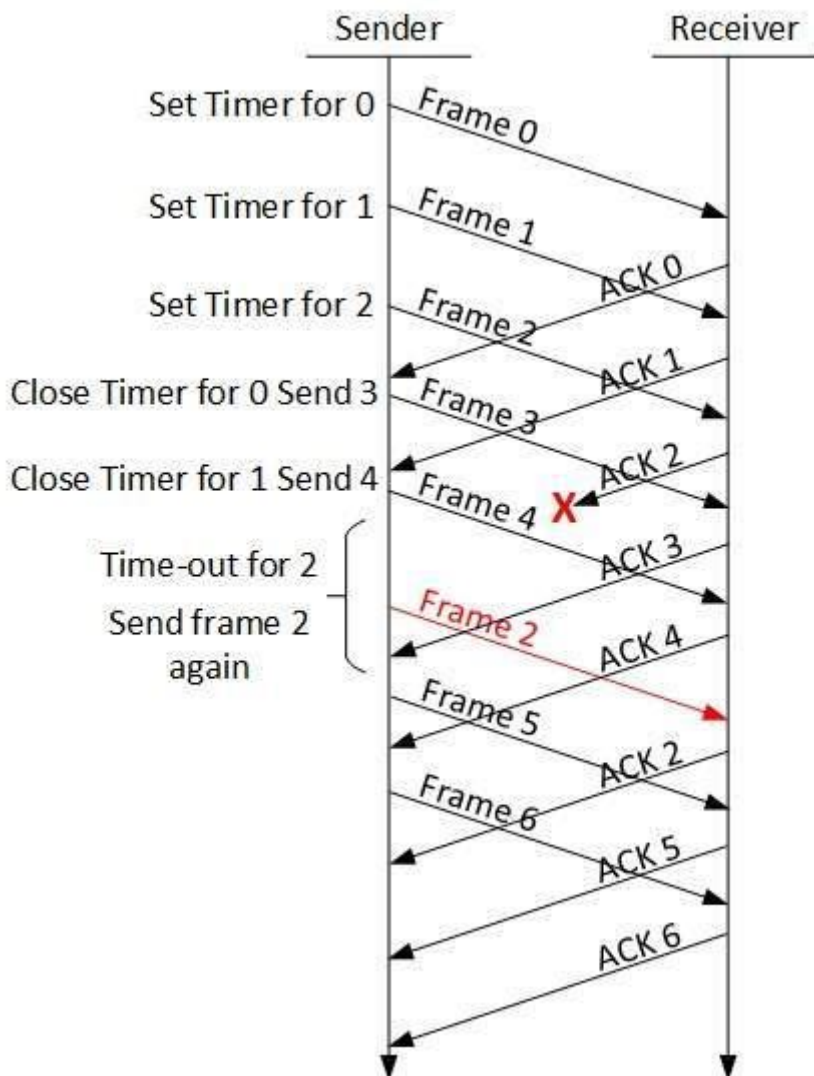 Sender
Receiver
Set Timer for 0
Frame 0
Set Timer for 1
Frame 1
ACK 0
Set Timer for 2
Frame 2
ACK 1
Close Timer for 0 Send 3
Frame 3
ACK 2
X
Close Timer for 1 Send 4
Frame 4
ACK 3
Time-out for 2
Send frame 2
again
Frame 2
ACK 4
Frame 5
ACK 2
Frame 6
ACK 5
ACK 6